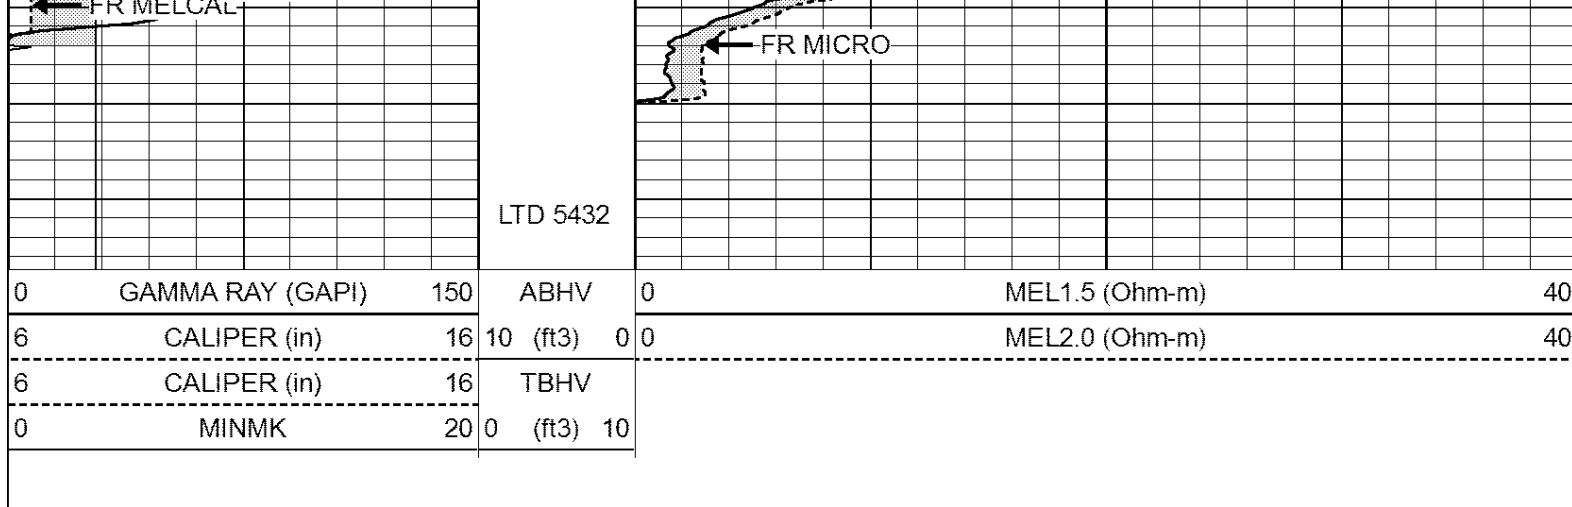 FR MELCAL
FR MICRO
LTD 5432
0 GAMMA RAY (GAPI) 150 ABHV 0 MEL1.5 (Ohm-m) 40
6 CALIPER (in) 16 10 (ft3) 0 0 MEL2.0 (Ohm-m) 40
6 CALIPER (in) 16 TBHV
0 MINMK 20 0 (ft3) 10